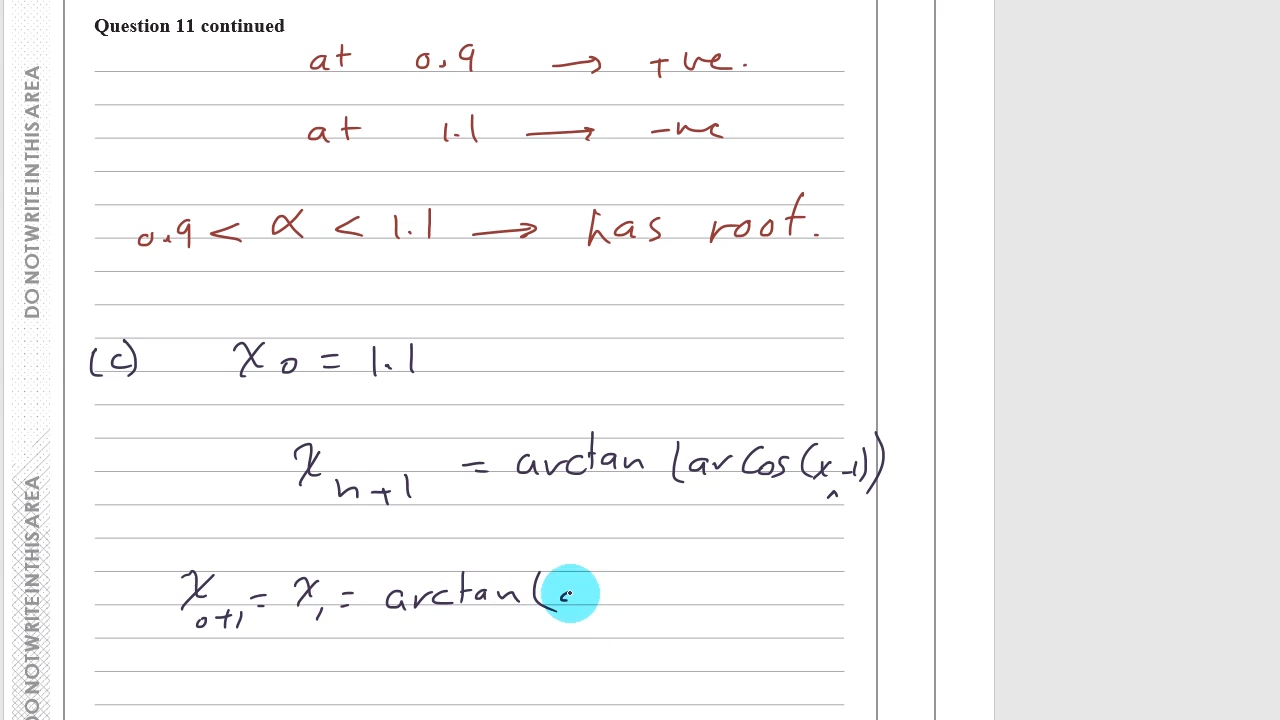 Question 11 continued
at 0.9 → +ve.
at 1.1 → -ve
0.9 < α < 1.1 → has root.
(c) x₀ = 1.1
xₙ₊₁ = arctan (ar cos (xₙ -1))
x₀₊₁ = x₁ = arctan (
DO NOT WRITE IN THIS AREA
DO NOT WRITE IN THIS AREA